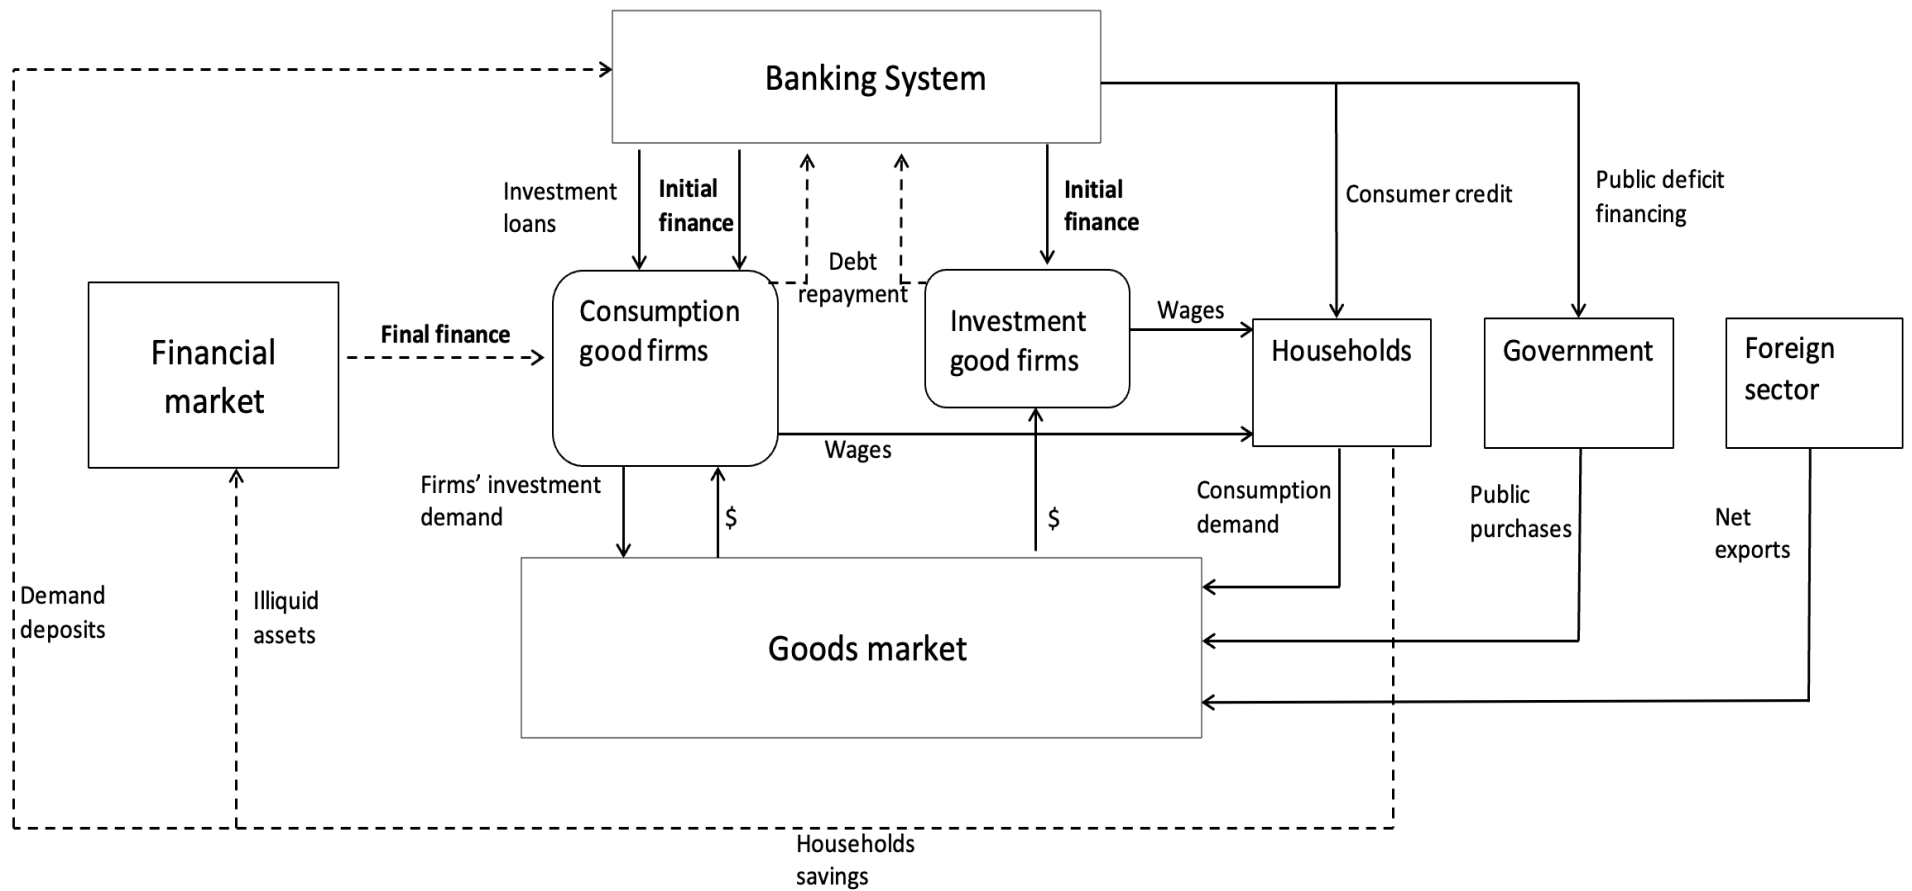 Banking System
Investment
loans
Initial
finance
Initial
finance
Consumer credit
Public deficit
financing
Debt
repayment
Financial
market
Final finance
Consumption
good firms
Investment
good firms
Wages
Households
Government
Foreign
sector
Wages
Firms’ investment
demand
$
$
Consumption
demand
Public
purchases
Net
exports
Demand
deposits
Illiquid
assets
Goods market
Households
savings